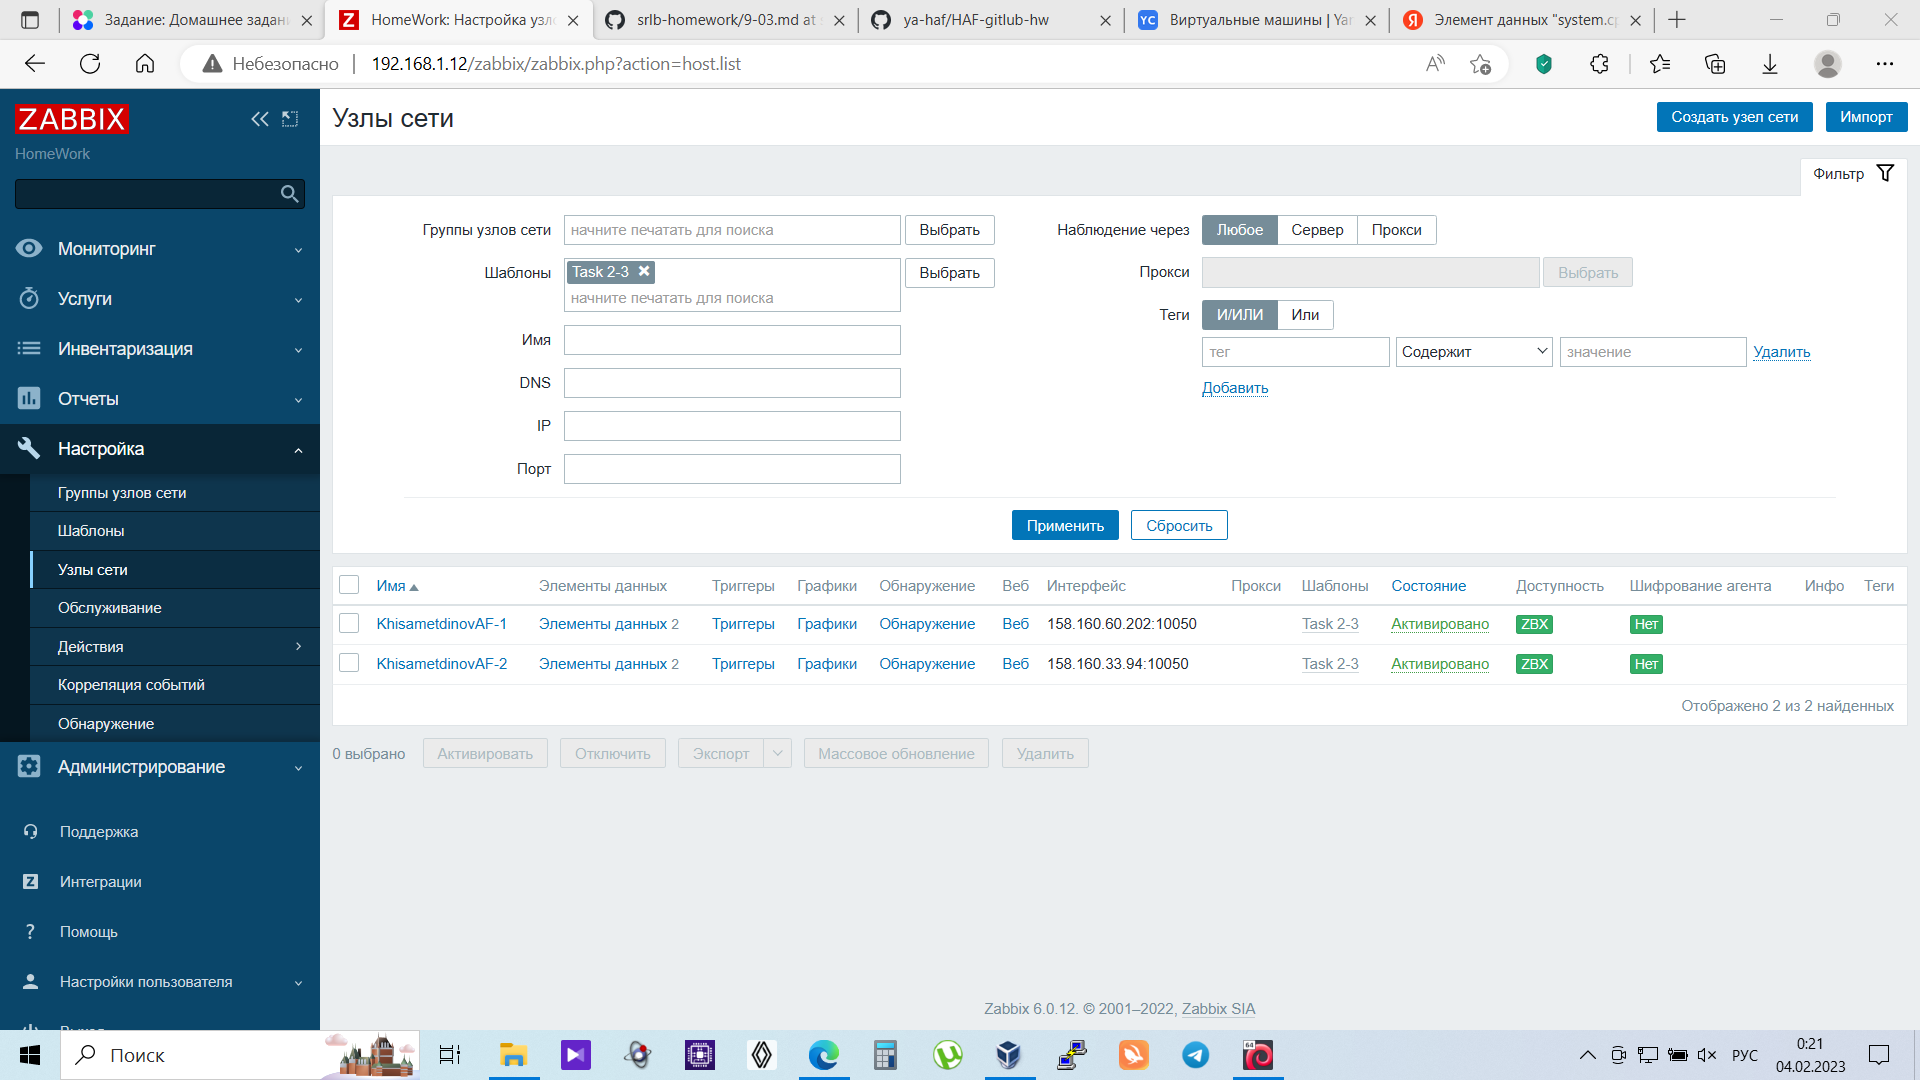 Задание: Домашнее задан
HomeWork: Настройка узло
srlb-homework/9-03.md at
ya-haf/HAF-gitlub-hw
Виртуальные машины | Yan
Элемент данных "system.cp
Небезопасно
192.168.1.12/zabbix/zabbix.php?action=host.list
ZABBIX
HomeWork
Мониторинг
Услуги
Инвентаризация
Отчеты
Настройка
Группы узлов сети
Шаблоны
Узлы сети
Обслуживание
Действия
Корреляция событий
Обнаружение
Администрирование
Поддержка
Интеграции
Помощь
Настройки пользователя
Выход
Узлы сети
Создать узел сети Импорт
Фильтр
Группы узлов сети начните печатать для поиска Выбрать
Шаблоны Task 2-3 Выбрать
начните печатать для поиска
Имя
DNS
IP
Порт
Наблюдение через Любое Сервер Прокси
Прокси Выбрать
Теги И/ИЛИ Или
тег Содержит значение Удалить
Добавить
Применить Сбросить
Имя Элементы данных Триггеры Графики Обнаружение Веб Интерфейс Прокси Шаблоны Состояние Доступность Шифрование агента Инфо Теги
KhisametdinovAF-1 Элементы данных 2 Триггеры Графики Обнаружение Веб 158.160.60.202:10050 Task 2-3 Активировано ZBX Нет
KhisametdinovAF-2 Элементы данных 2 Триггеры Графики Обнаружение Веб 158.160.33.94:10050 Task 2-3 Активировано ZBX Нет
Отображено 2 из 2 найденных
0 выбрано Активировать Отключить Экспорт Массовое обновление Удалить
Zabbix 6.0.12. © 2001–2022, Zabbix SIA
Поиск
РУС
0:21
04.02.2023